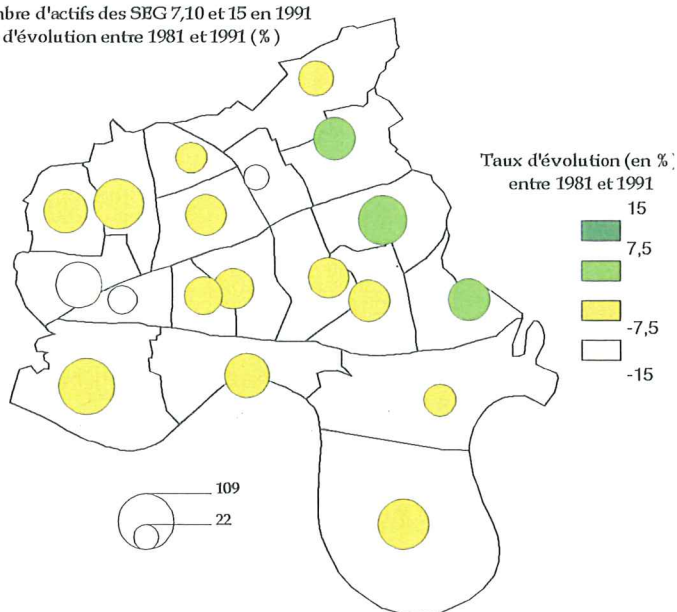 d'actifs des SEG 7,10 et 15 en 1991
d'évolution entre 1981 et 1991 (%)
Taux d'évolution (en %)
entre 1981 et 1991
15
7,5
-7,5
-15
109
22